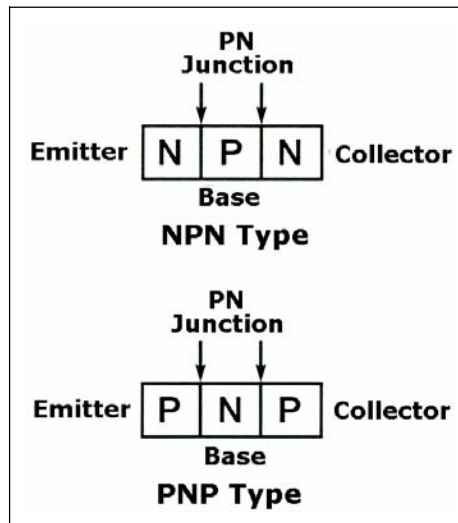 PN
Junction
Emitter N P N Collector
Base
NPN Type
PN
Junction
Emitter P N P Collector
Base
PNP Type